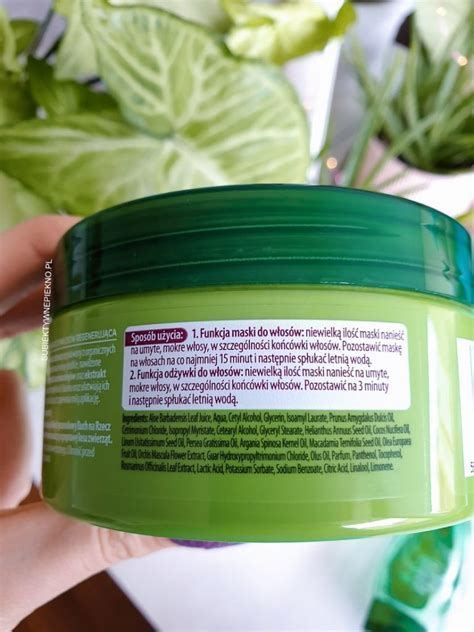 SUBIEKTYWNEPIEKNO.PL
REGENERUJĄCA
Sposób użycia: 1. Funkcja maski do włosów: niewielką ilość maski nanieść
na umyte, mokre włosy, w szczególności końcówki włosów. Pozostawić maskę
na włosach na co najmniej 15 minut i następnie spłukać letnią wodą.
2. Funkcja odżywki do włosów: niewielką ilość maski nanieść na umyte,
mokre włosy, w szczególności końcówki włosów. Pozostawić na 3 minuty
i następnie spłukać letnią wodą.
Ingredients: Aloe Barbadensis Leaf Juice, Aqua, Cetyl Alcohol, Glycerin, Isoamyl Laurate, Prunus Amygdalus Dulcis Oil,
Cetrimonium Chloride, Isopropyl Myristate, Cetearyl Alcohol, Glyceryl Stearate, Helianthus Annuus Seed Oil, Cocos Nucifera Oil,
Linum Usitatissimum Seed Oil, Persea Gratissima Oil, Argania Spinosa Kernel Oil, Macadamia Ternifolia Seed Oil, Olea Europaea
Fruit Oil, Orchis Mascula Flower Extract, Guar Hydroxypropyltrimonium Chloride, Olus Oil, Parfum, Panthenol, Tocopherol,
Rosmarinus Officinalis Leaf Extract, Lactic Acid, Potassium Sorbate, Sodium Benzoate, Citric Acid, Linalool, Limonene.